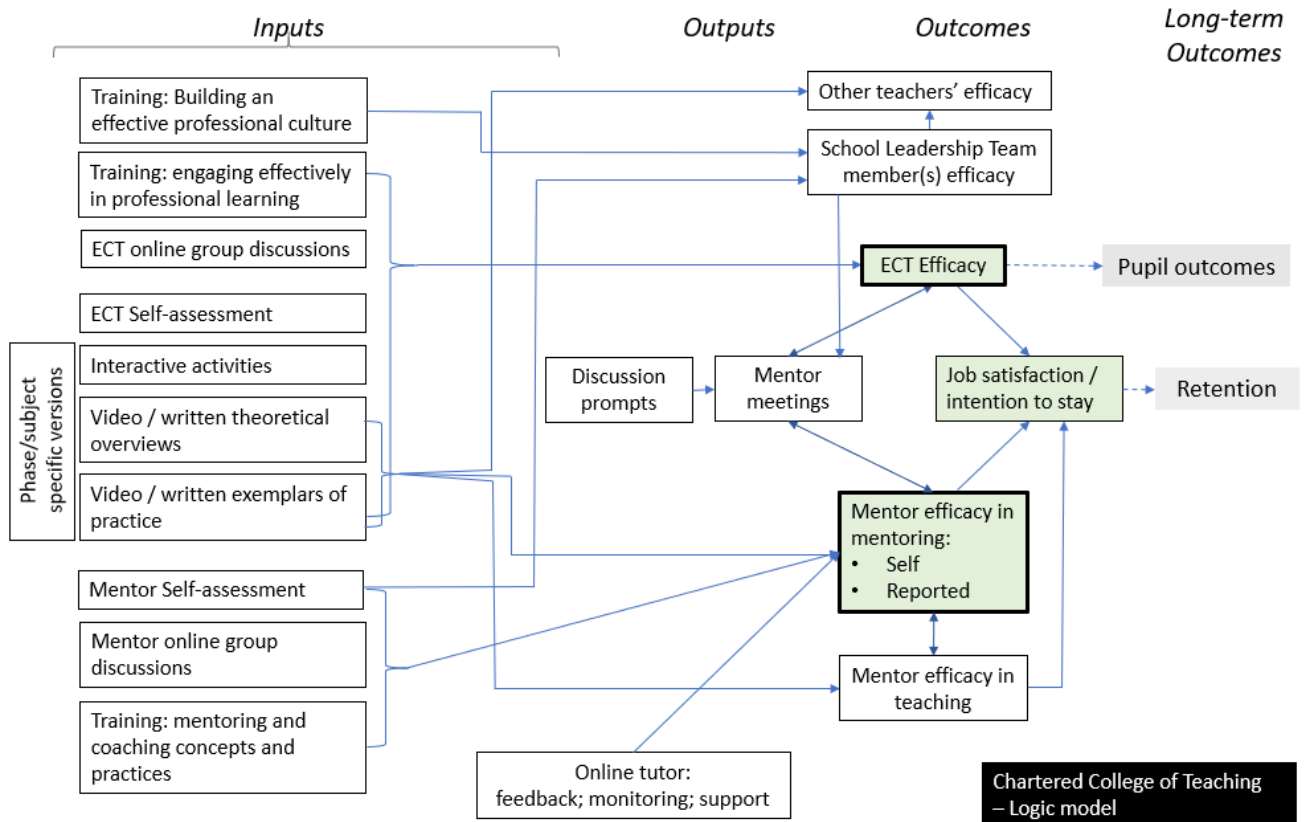 Inputs
Outputs
Outcomes
Long-term
Outcomes
Training: Building an
effective professional culture
Training: engaging effectively
in professional learning
ECT online group discussions
ECT Self-assessment
Phase/subject
specific versions
Interactive activities
Video / written theoretical
overviews
Video / written exemplars of
practice
Mentor Self-assessment
Mentor online group
discussions
Training: mentoring and
coaching concepts and
practices
Discussion
prompts
Mentor
meetings
Online tutor:
feedback; monitoring; support
Other teachers’ efficacy
School Leadership Team
member(s) efficacy
ECT Efficacy
Job satisfaction /
intention to stay
Mentor efficacy in
mentoring:
• Self
• Reported
Mentor efficacy in
teaching
Pupil outcomes
Retention
Chartered College of Teaching
– Logic model